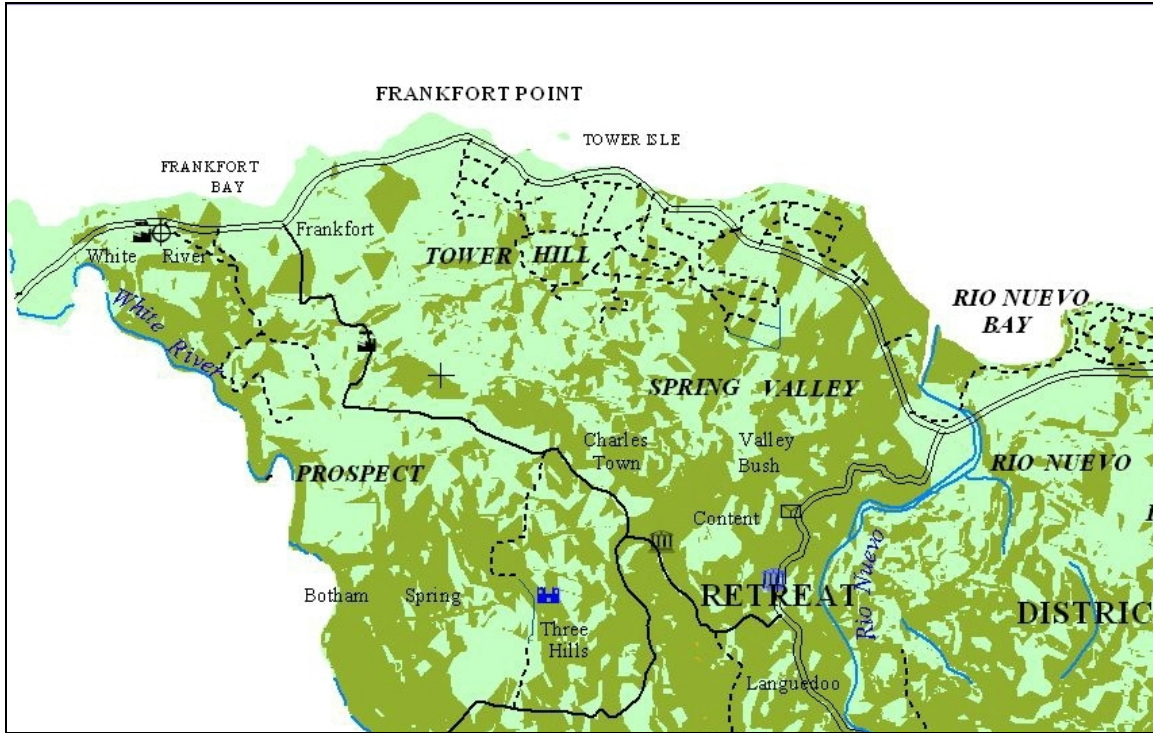 FRANKFORT POINT
TOWER ISLE
FRANKFORT
BAY
Frankfort
White River
TOWER HILL
White River
RIO NUEVO
BAY
SPRING VALLEY
Charles
Town
Valley
Bush
PROSPECT
RIO NUEVO
Content
Rio Nuevo
RETREAT
Botham Spring
DISTRIC
Three
Hills
Languedoo